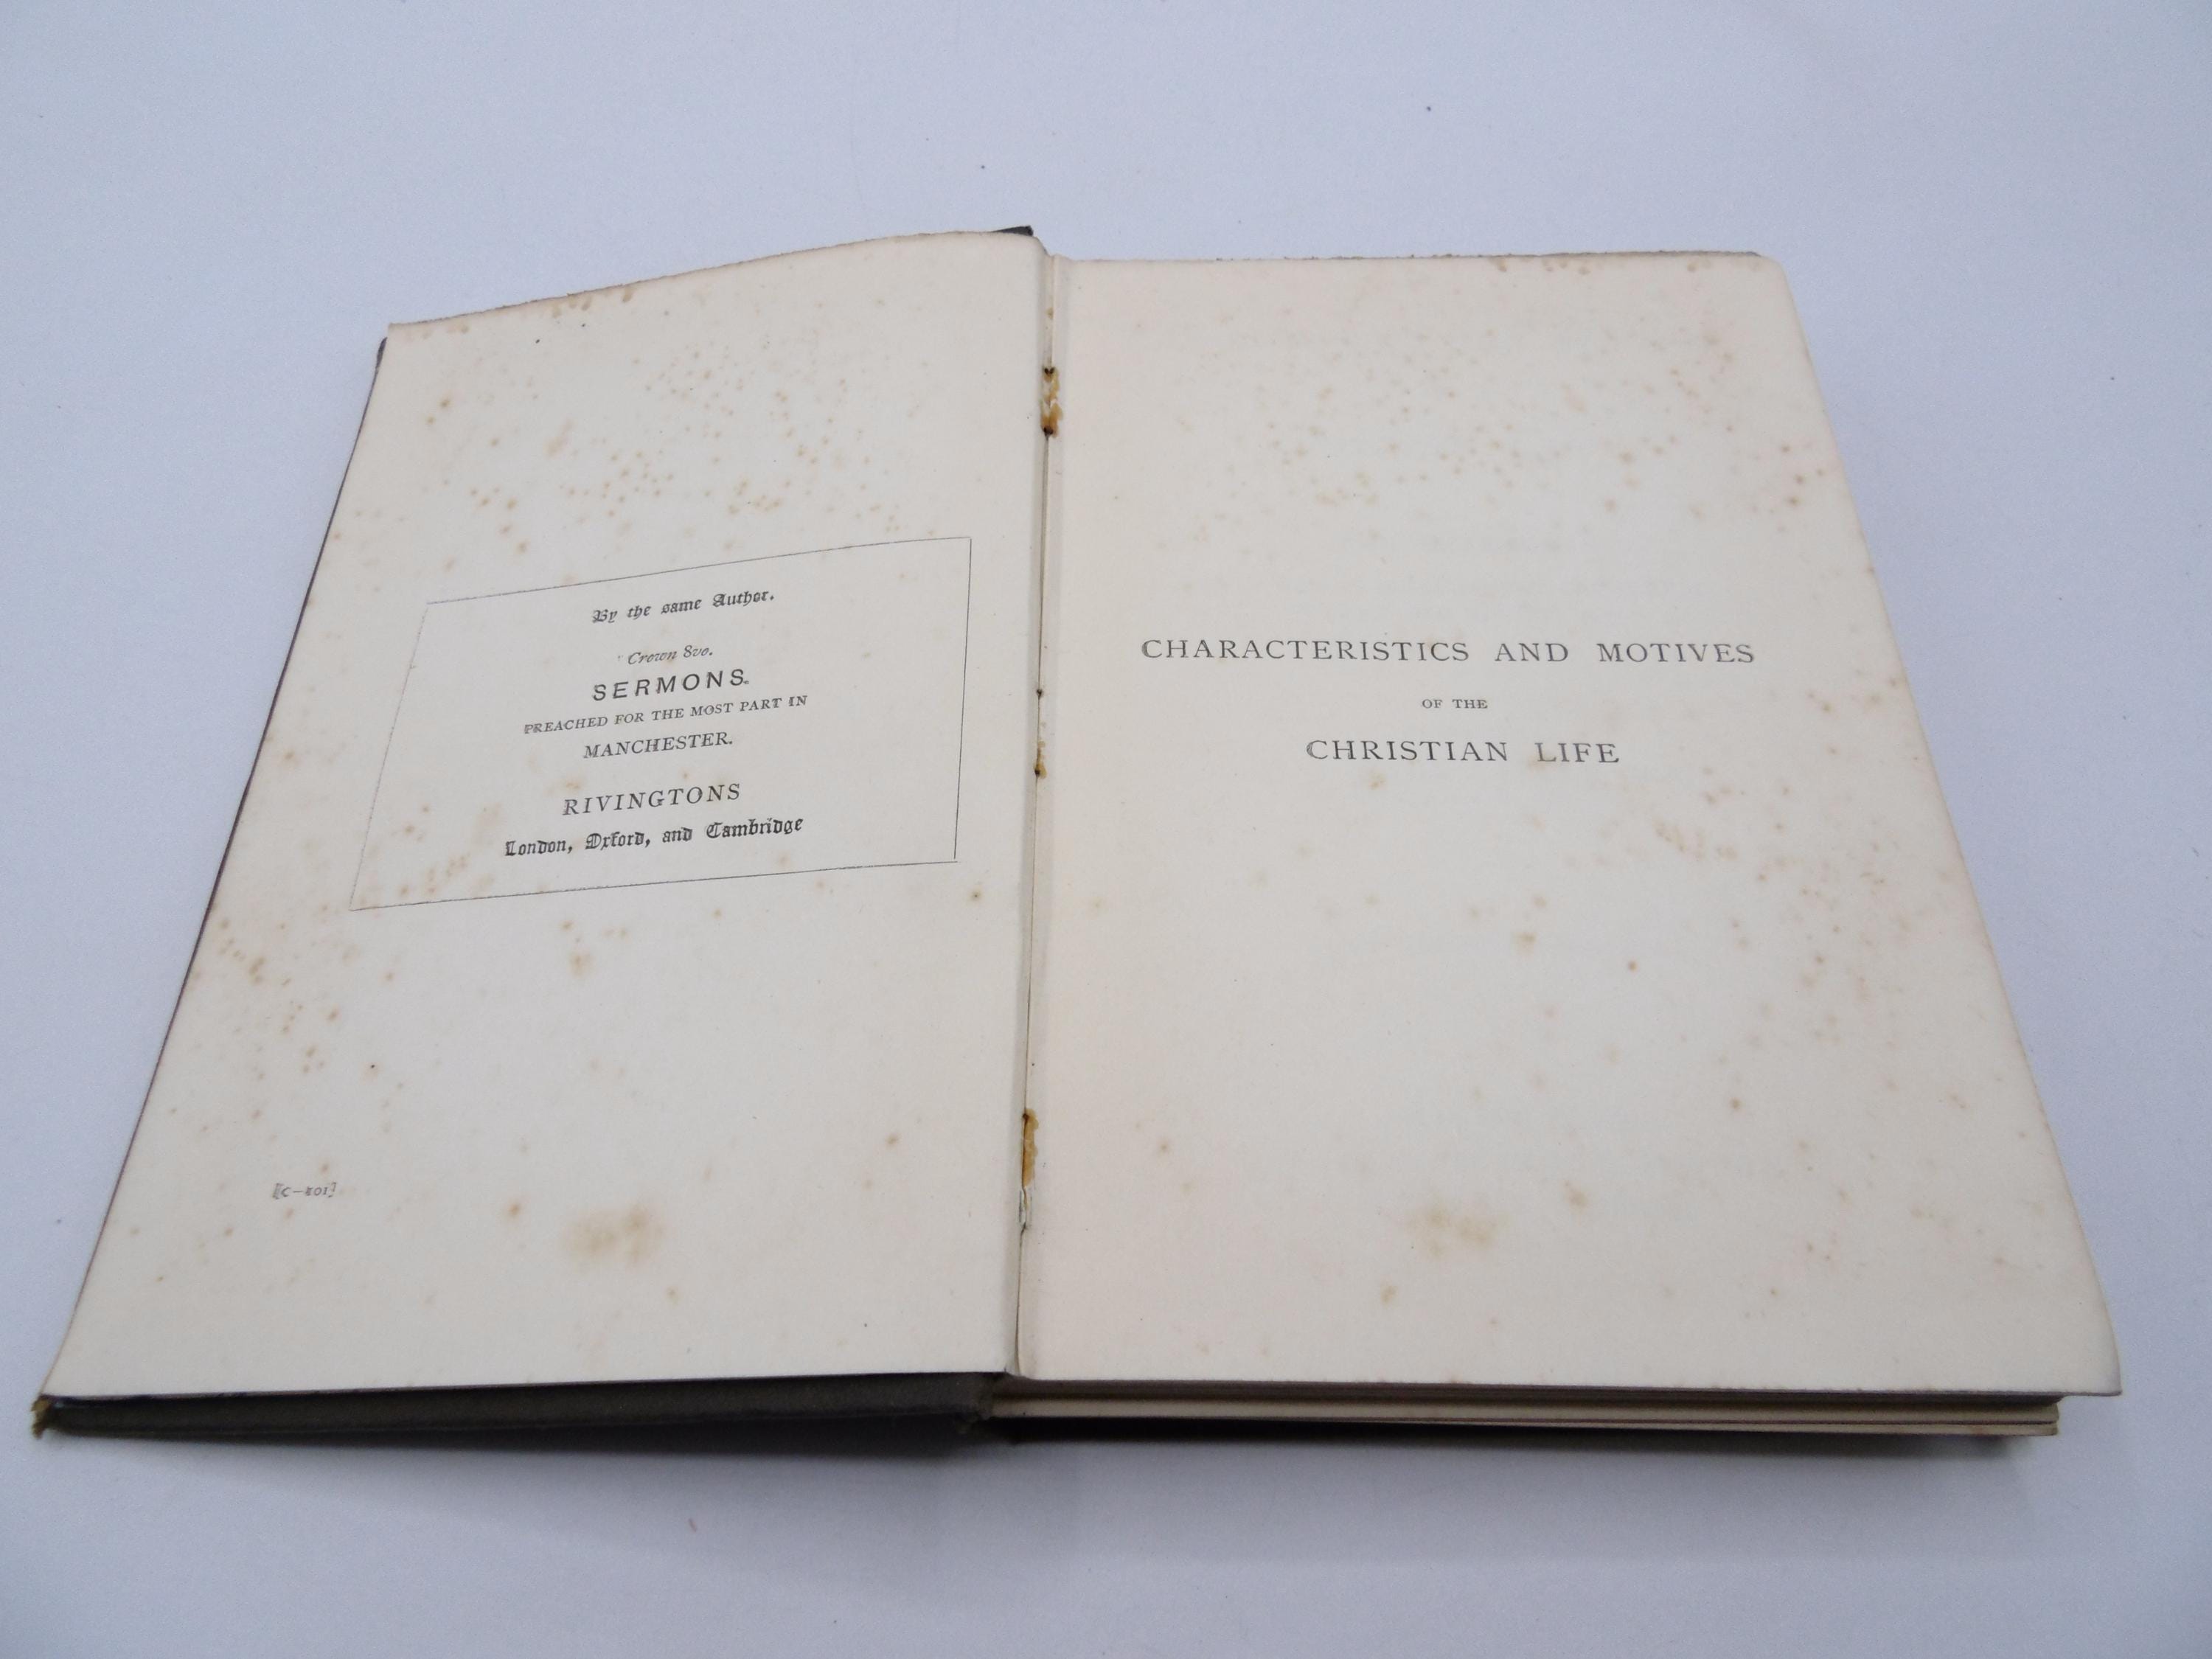 By the same Author.
Crown 8vo.
SERMONS.
PREACHED FOR THE MOST PART IN
MANCHESTER.
RIVINGTONS
London, Oxford, and Cambridge
CHARACTERISTICS AND MOTIVES
OF THE
CHRISTIAN LIFE